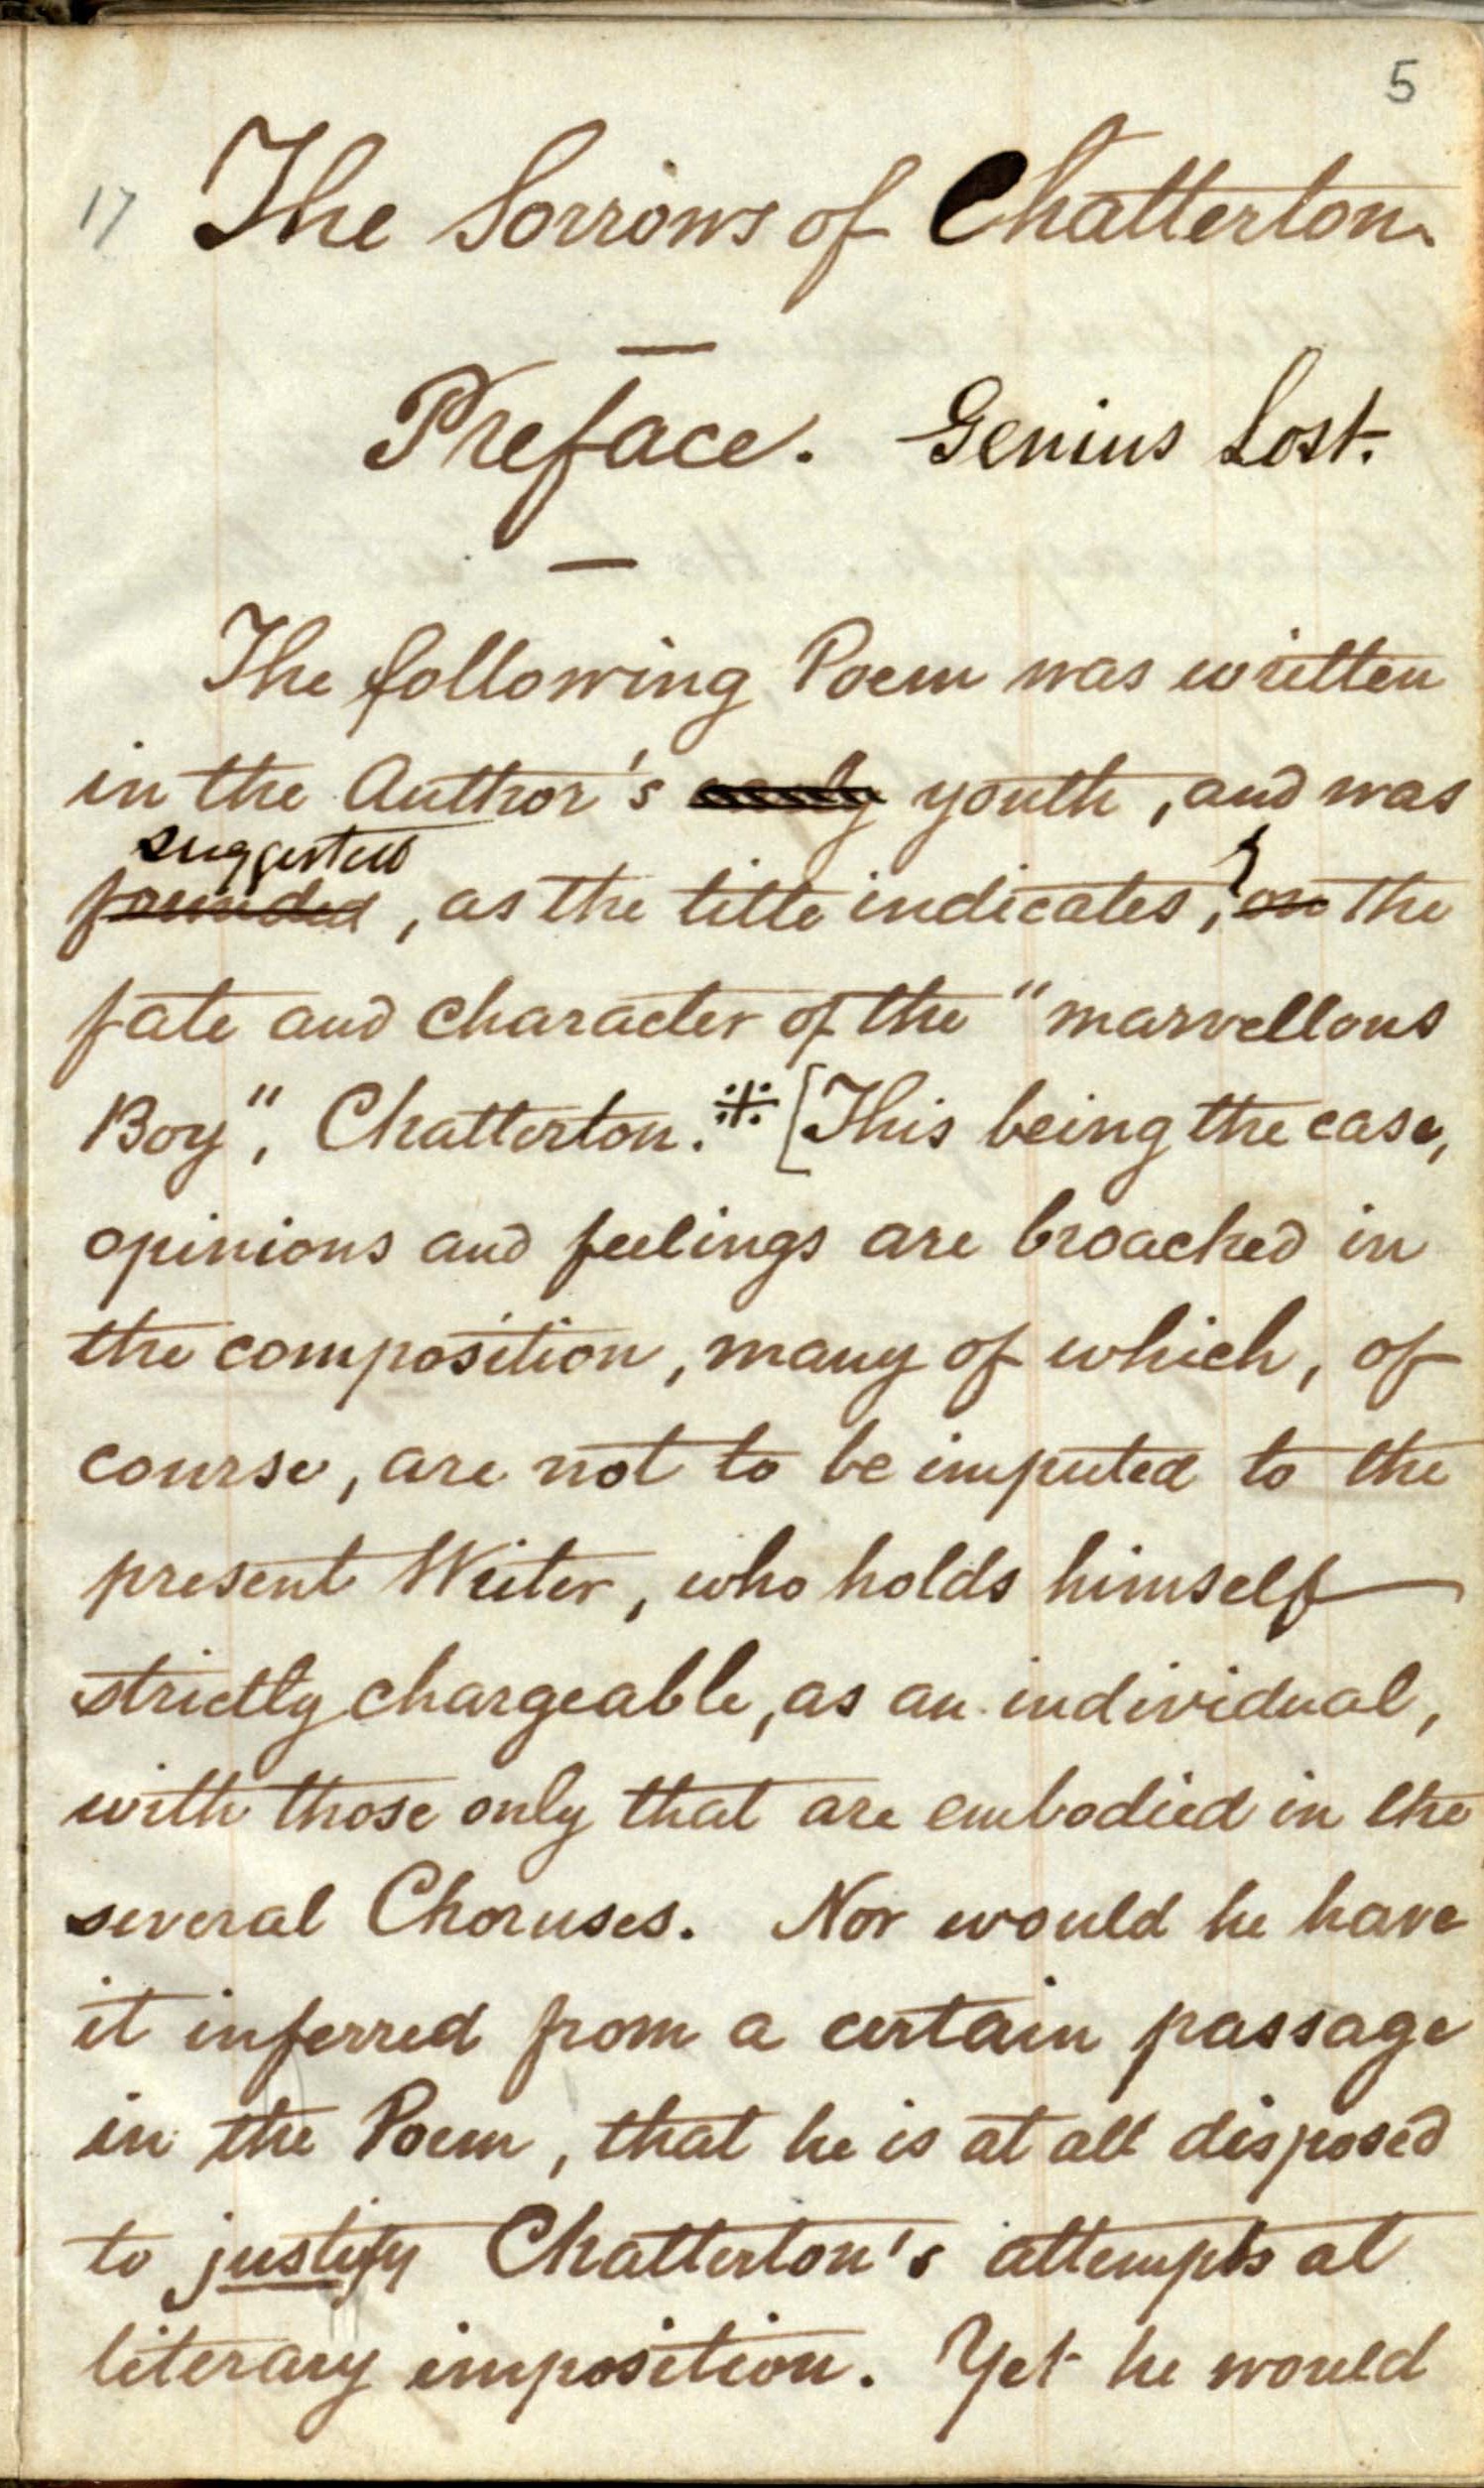 5
17 The Sorrows of Chatterton.
Preface. Genius Lost.
The following Poem was written
in the Author's early youth, and was
suggested
founded, as the title indicates, by on the
fate and character of the "marvellous
Boy", Chatterton.* [This being the case,
opinions and feelings are broached in
the composition, many of which, of
course, are not to be imputed to the
present Writer, who holds himself
strictly chargeable, as an individual,
with those only that are embodied in the
several Choruses. Nor would he have
it inferred from a certain passage
in the Poem, that he is at all disposed
to justify Chatterton's attempts at
literary imposition. Yet he would